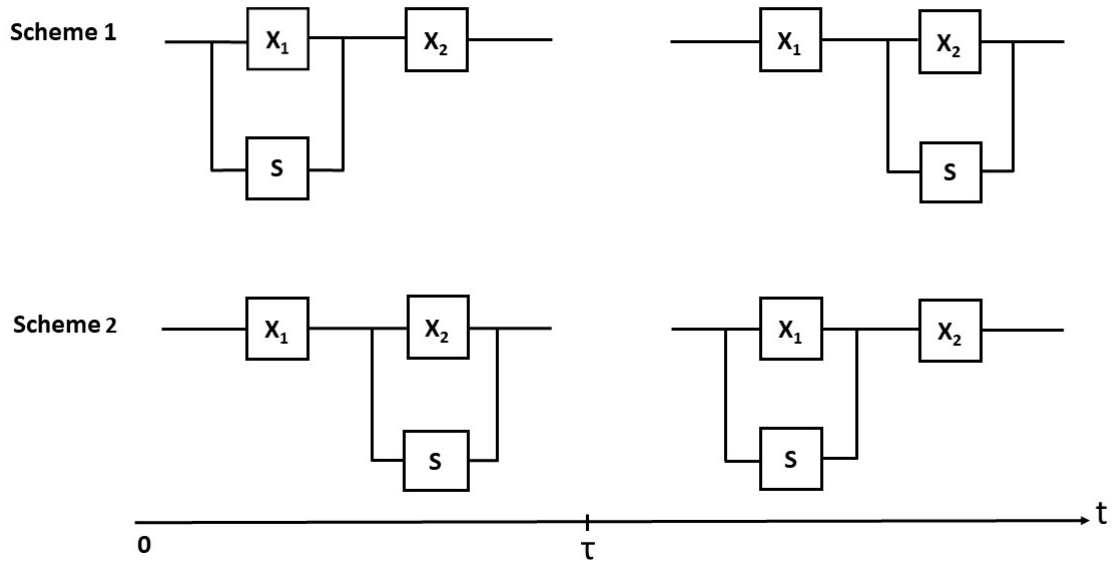 Scheme 1
X₁ X₂ X₁ X₂
S S
Scheme 2
X₁ X₂ X₁ X₂
S S
t
0 τ